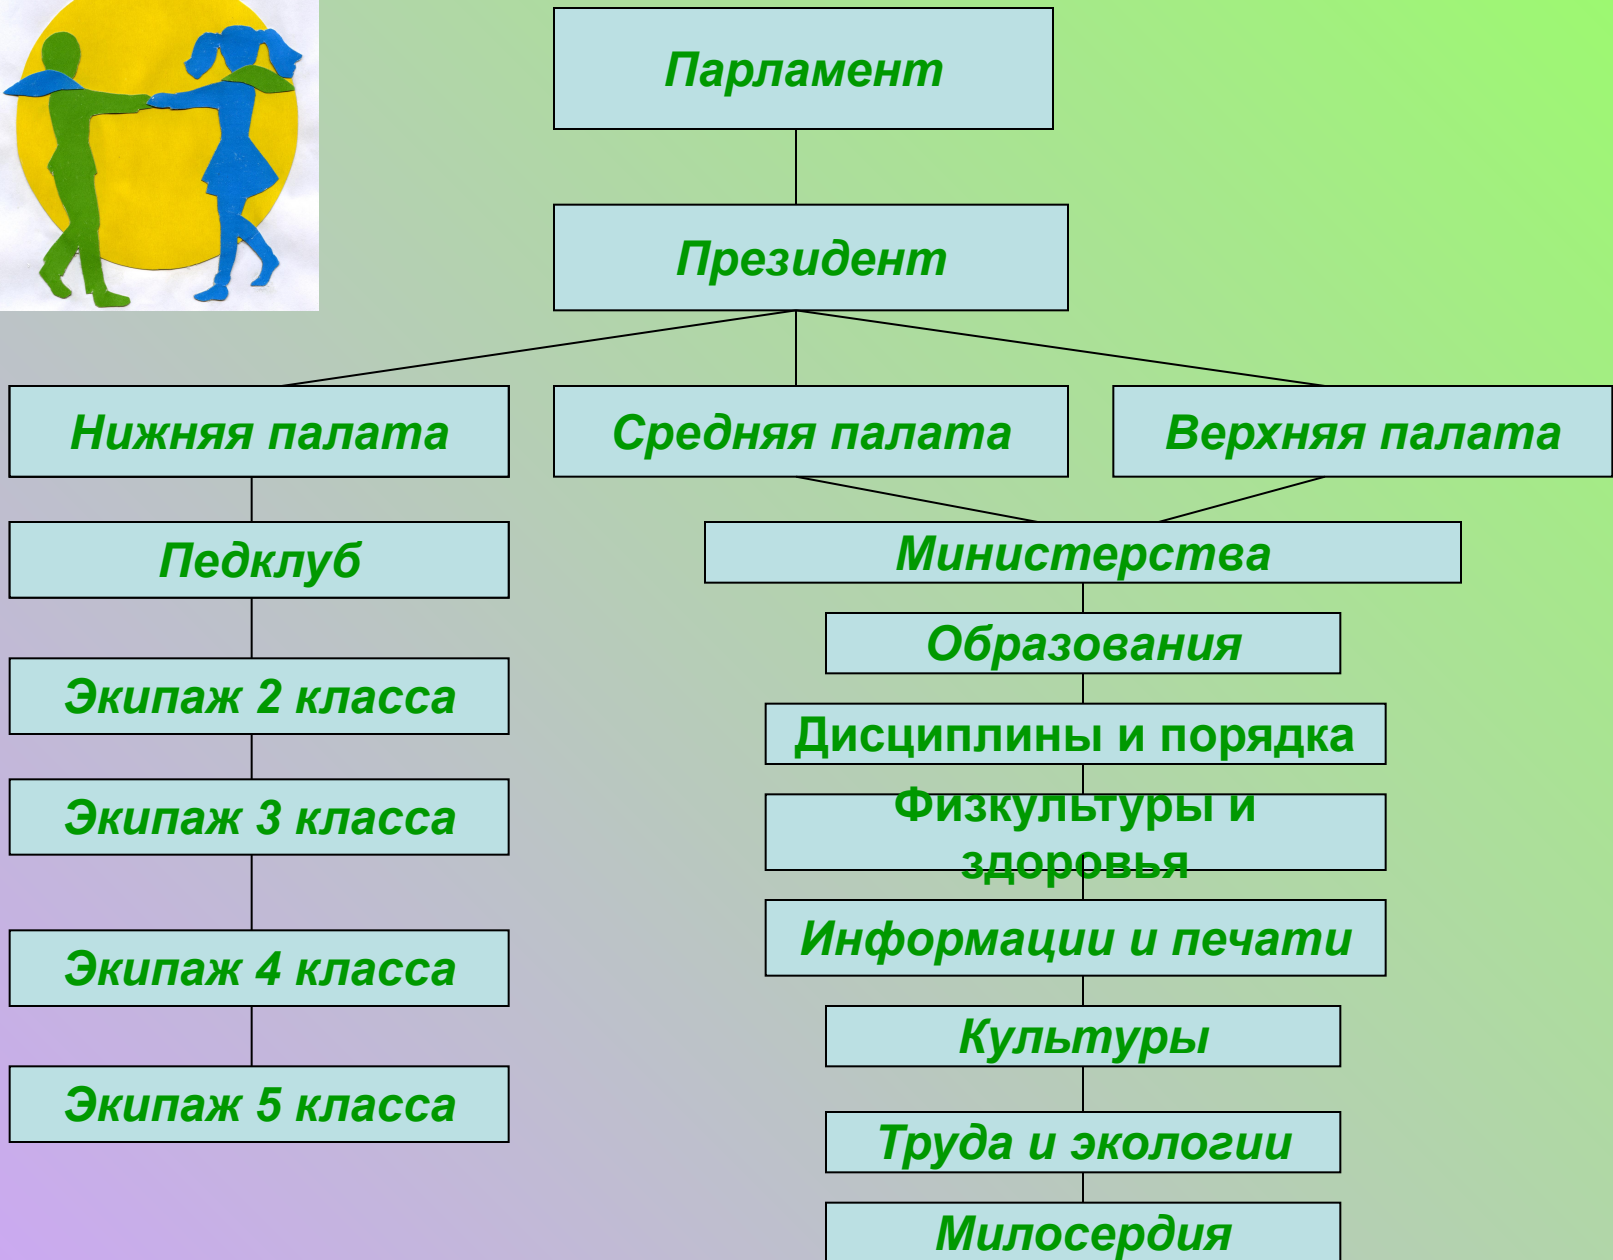 Парламент
Президент
Нижняя палата
Средняя палата
Верхняя палата
Педклуб
Экипаж 2 класса
Экипаж 3 класса
Экипаж 4 класса
Экипаж 5 класса
Министерства
Образования
Дисциплины и порядка
Физкультуры и
здоровья
Информации и печати
Культуры
Труда и экологии
Милосердия